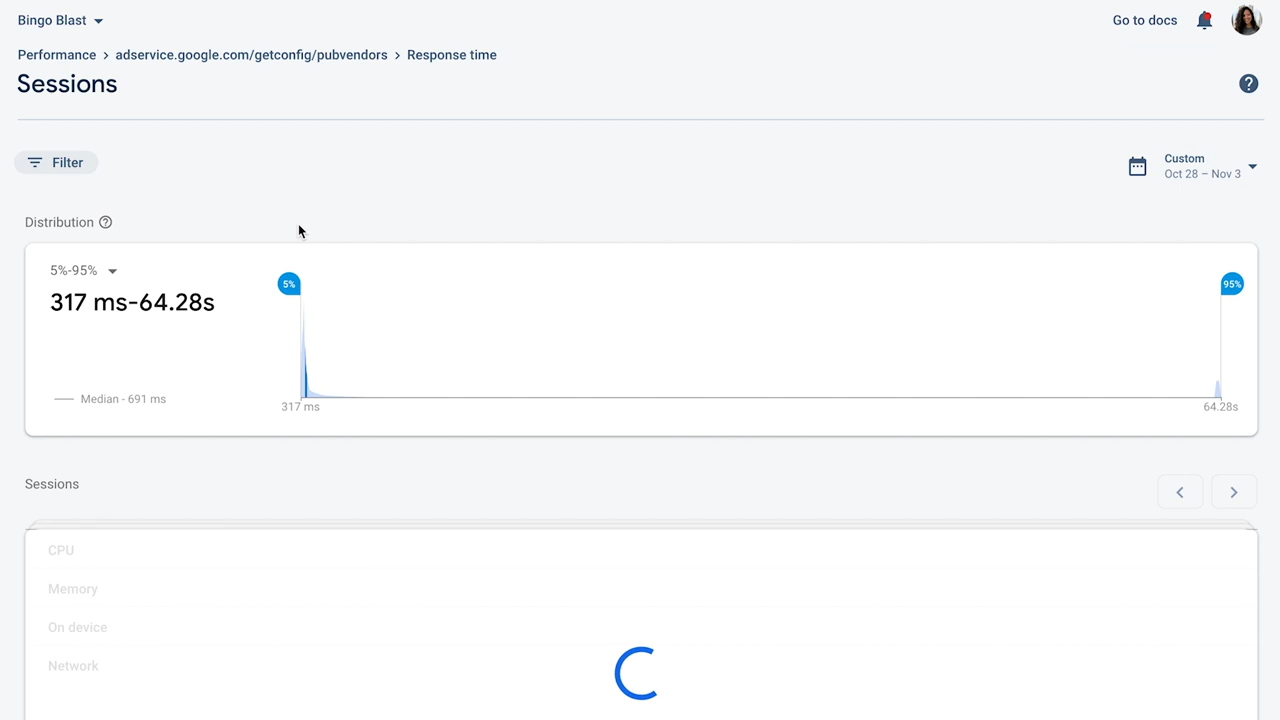 Bingo Blast
Go to docs
Performance > adservice.google.com/getconfig/pubvendors > Response time
Sessions
Filter
Custom
Oct 28 – Nov 3
Distribution
5%-95%
317 ms-64.28s
5%
95%
Median - 691 ms
317 ms
64.28s
Sessions
CPU
Memory
On device
Network